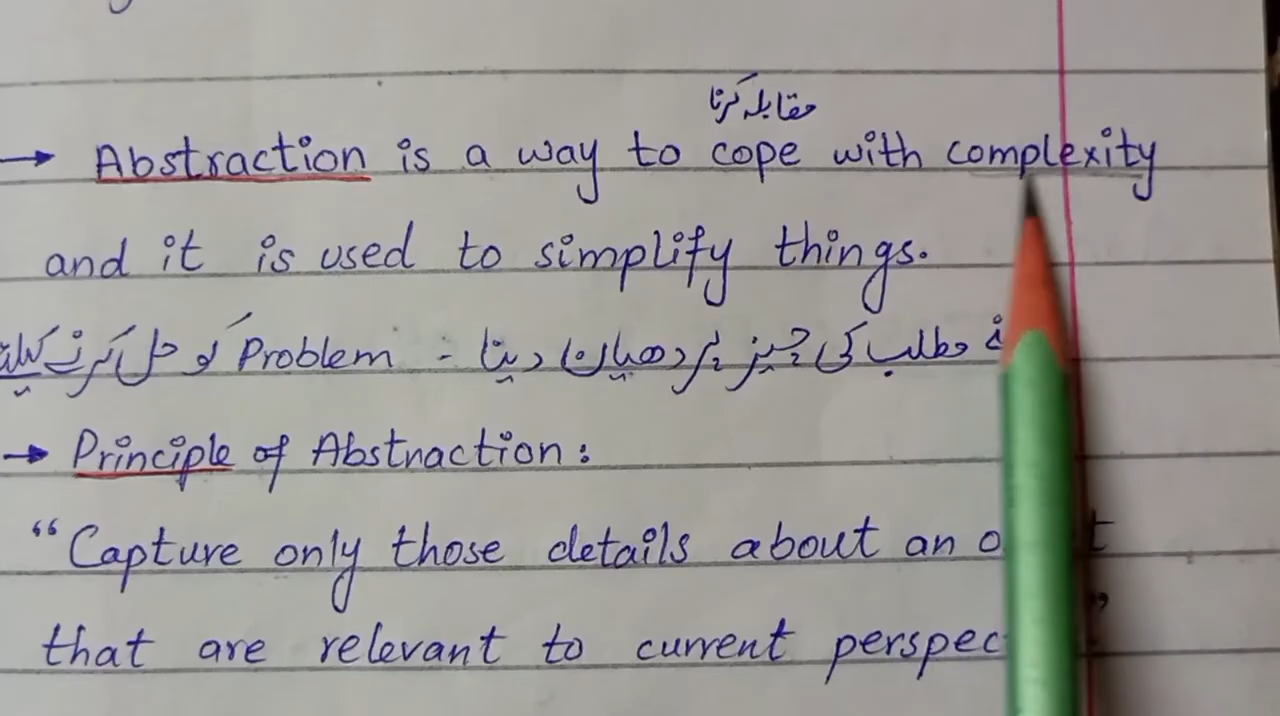 مقابلہ کرنا
→ Abstraction is a way to cope with complexity
and it is used to simplify things.
Problem کو حل کرنے کیلئے مطلب کی چیز پر دھیان دینا -
→ Principle of Abstraction:
“Capture only those details about an
that are relevant to current ”